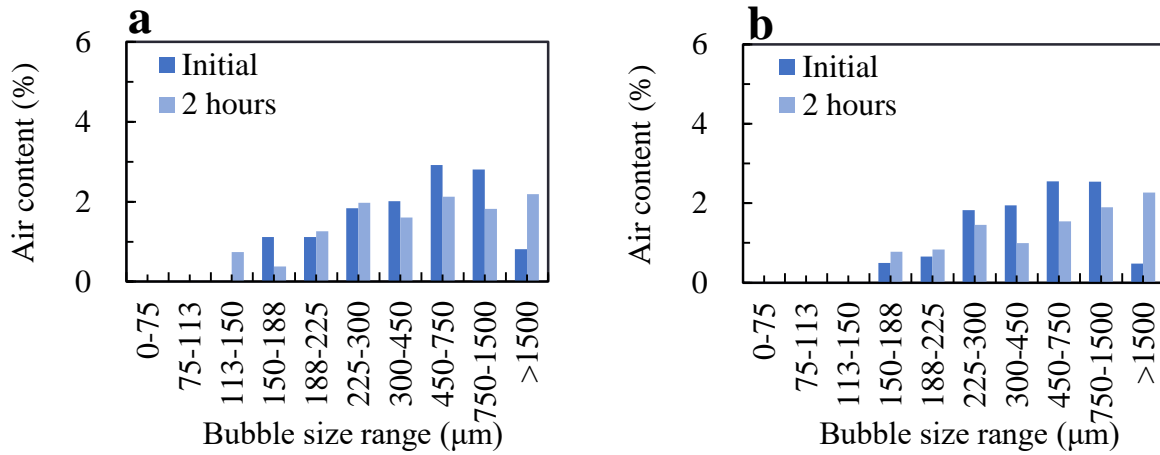 a
6
4
2
0
Air content (%)
Initial
2 hours
0-75
75-113
113-150
150-188
188-225
225-300
300-450
450-750
750-1500
>1500
Bubble size range (μm)
b
6
4
2
0
Air content (%)
Initial
2 hours
0-75
75-113
113-150
150-188
188-225
225-300
300-450
450-750
750-1500
>1500
Bubble size range (μm)